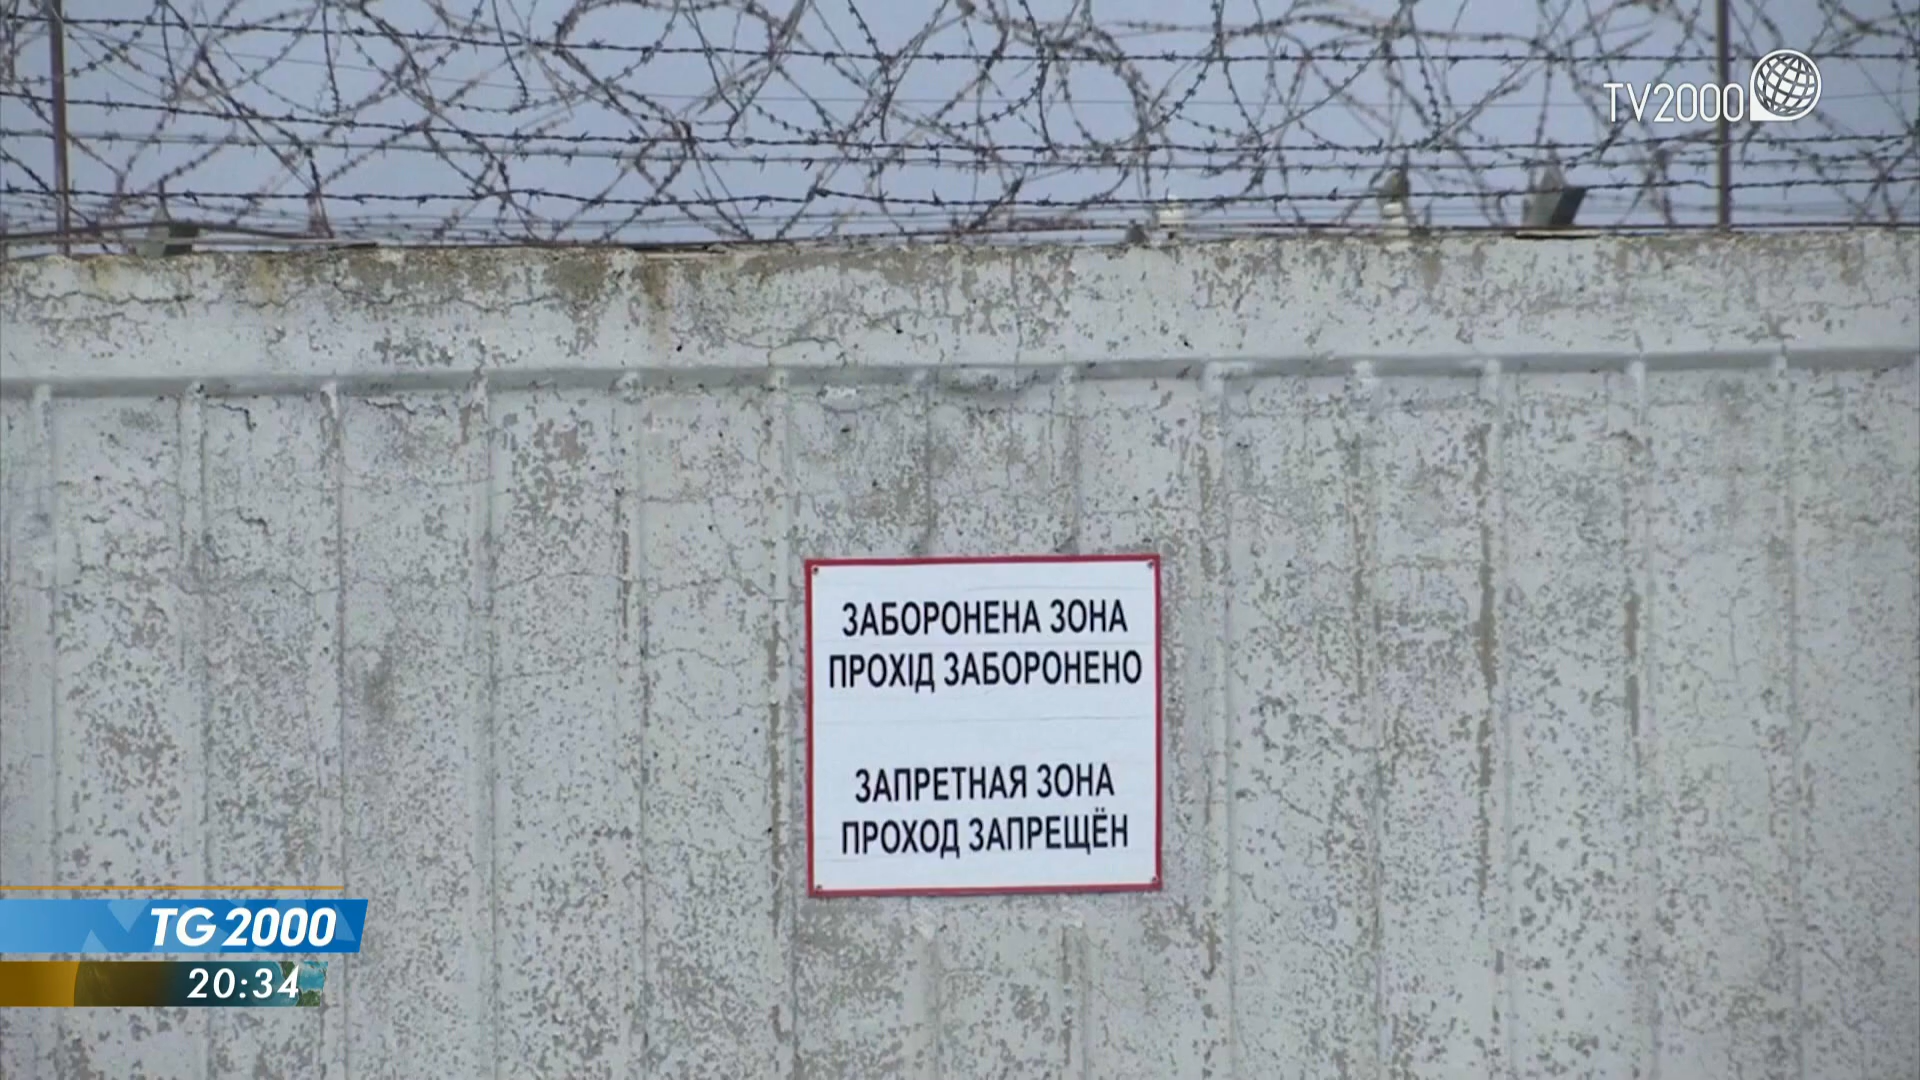 TV2000
ЗАБОРОНЕНА ЗОНА
ПРОХІД ЗАБОРОНЕНО
ЗАПРЕТНАЯ ЗОНА
ПРОХОД ЗАПРЕЩЁН
TG 2000
20:34